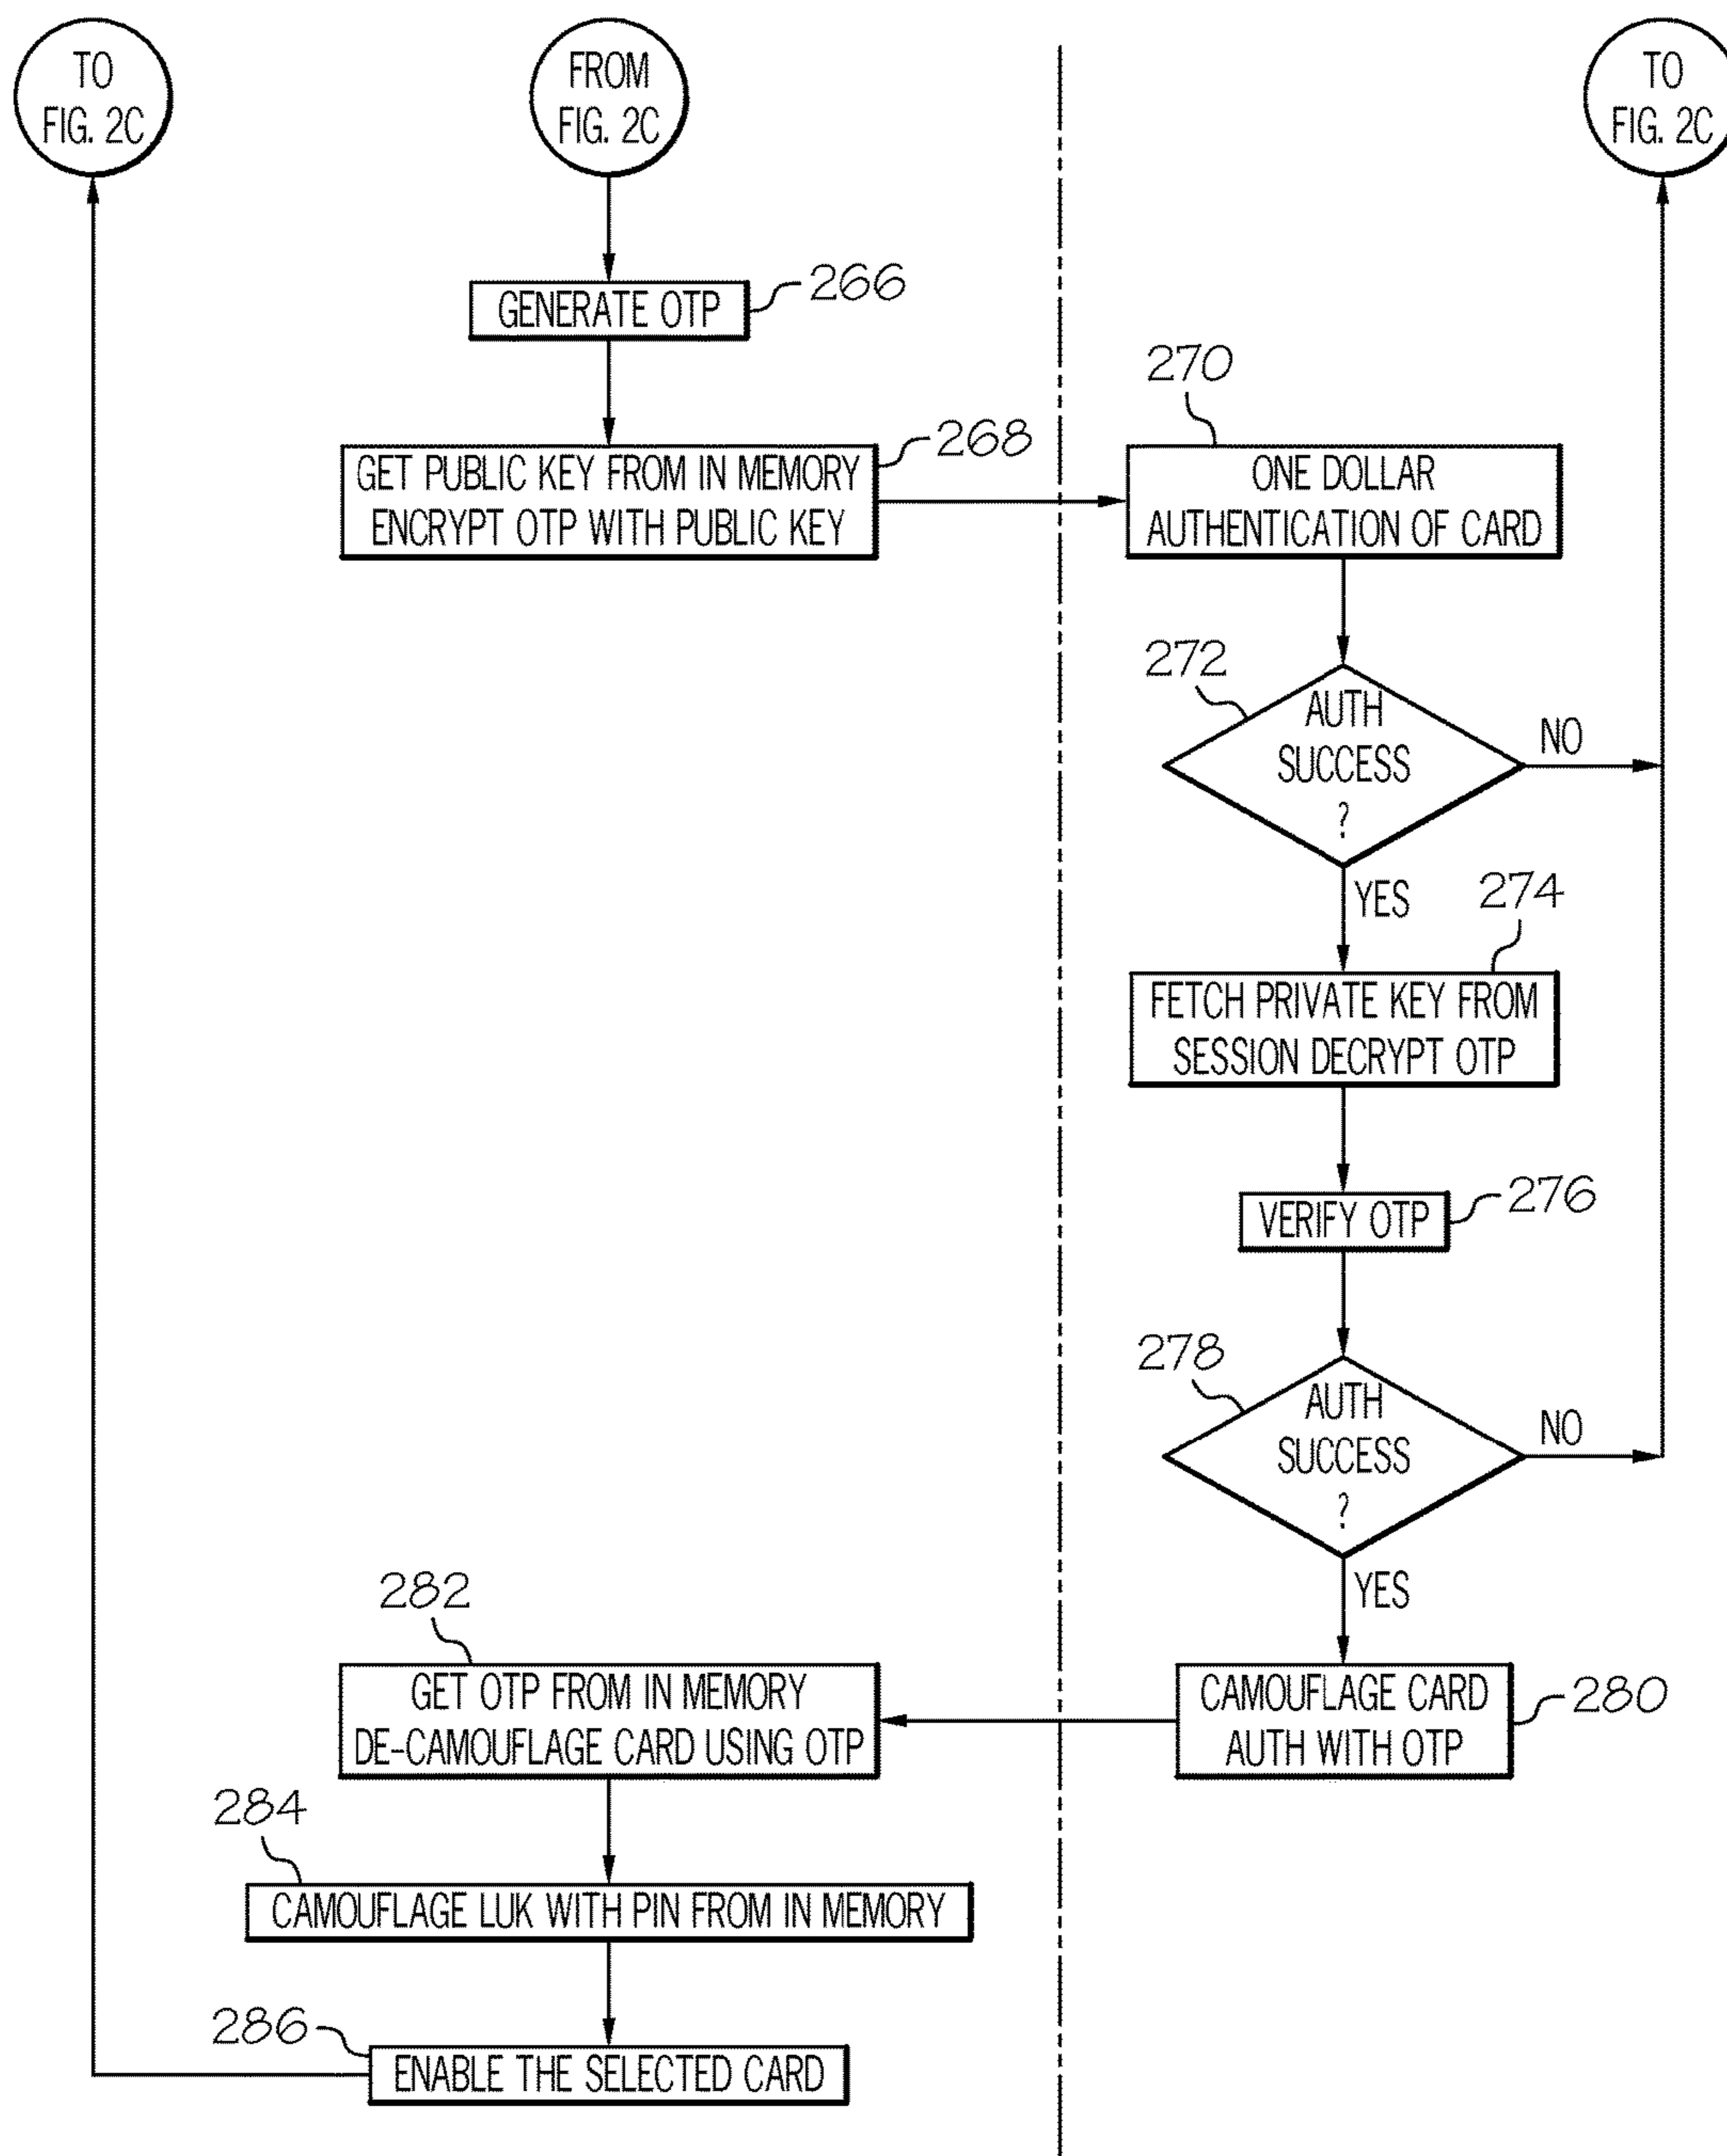 TO
FIG. 2C
FROM
FIG. 2C
TO
FIG. 2C
GENERATE OTP
266
GET PUBLIC KEY FROM IN MEMORY
ENCRYPT OTP WITH PUBLIC KEY
268
270
ONE DOLLAR
AUTHENTICATION OF CARD
272
AUTH
SUCCESS
?
NO
YES
274
FETCH PRIVATE KEY FROM
SESSION DECRYPT OTP
VERIFY OTP
276
278
AUTH
SUCCESS
?
NO
YES
CAMOUFLAGE CARD
AUTH WITH OTP
280
282
GET OTP FROM IN MEMORY
DE-CAMOUFLAGE CARD USING OTP
284
CAMOUFLAGE LUK WITH PIN FROM IN MEMORY
286
ENABLE THE SELECTED CARD